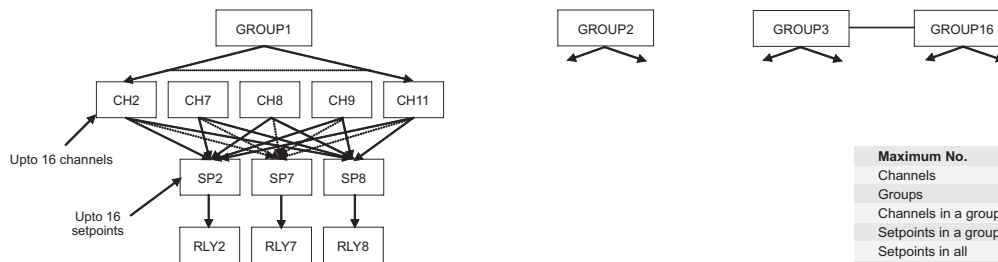 GROUP1
GROUP2
GROUP3
GROUP16
CH2
CH7
CH8
CH9
CH11
Upto 16 channels
SP2
SP7
SP8
Upto 16
setpoints
RLY2
RLY7
RLY8
Maximum No.
Channels
Groups
Channels in a group
Setpoints in a group
Setpoints in all